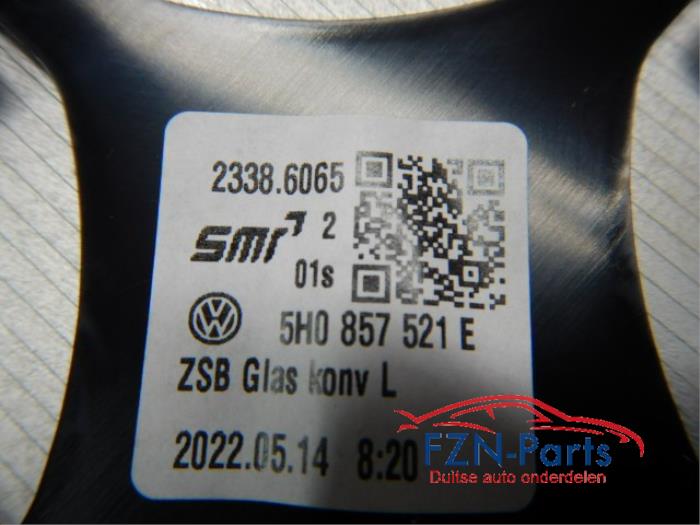 2338.6065
smr 2
01s
5H0 857 521 E
ZSB Glas konv L
2022.05.14 8:20
FZN-Parts
Duitse auto onderdelen